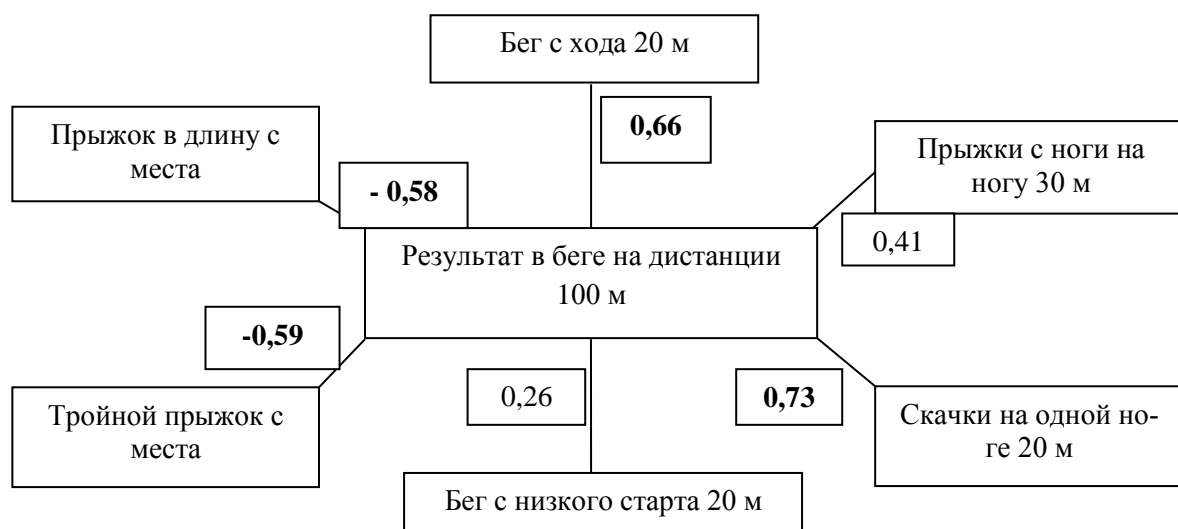 Бег с хода 20 м
0,66
Прыжок в длину с
места
- 0,58
Прыжки с ноги на
ногу 30 м
0,41
Результат в беге на дистанции
100 м
-0,59
Тройной прыжок с
места
0,26
0,73
Скачки на одной но-
ге 20 м
Бег с низкого старта 20 м